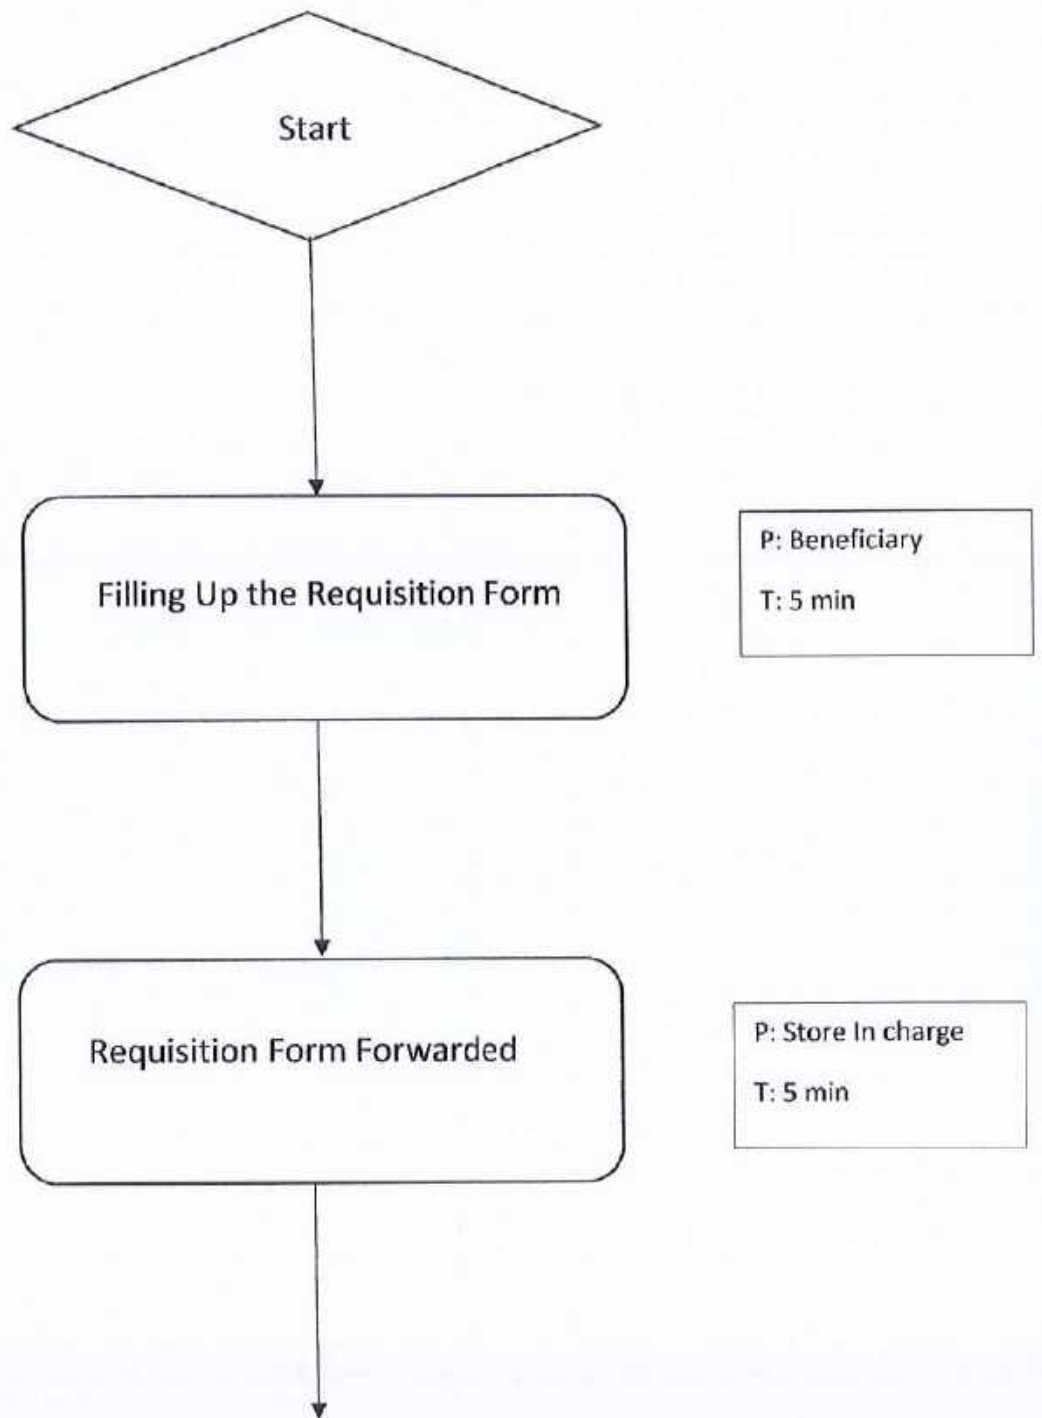 Start
Filling Up the Requisition Form
P: Beneficiary
T: 5 min
Requisition Form Forwarded
P: Store In charge
T: 5 min